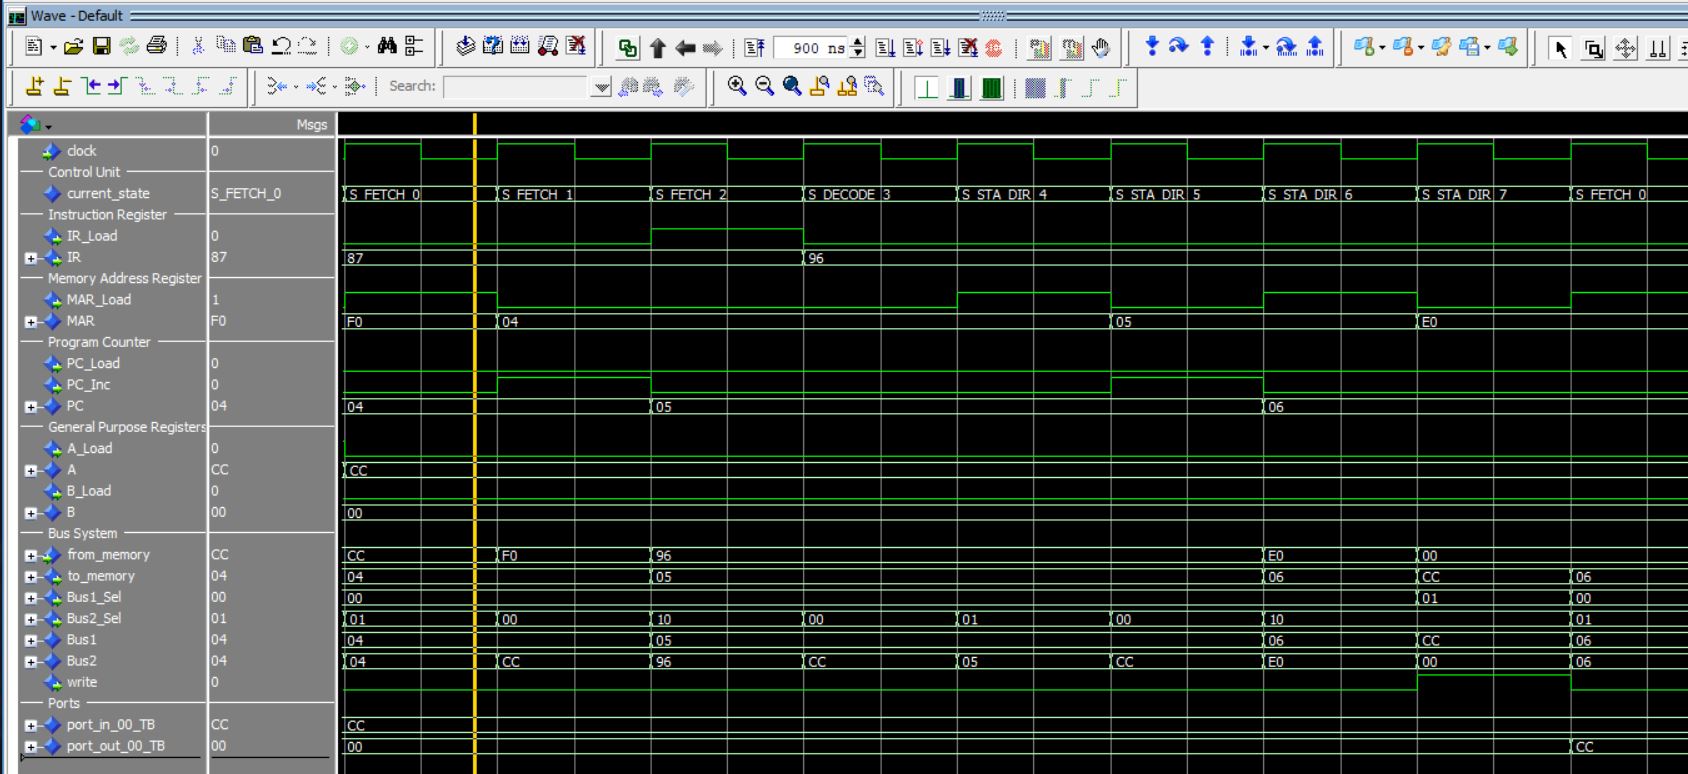 Wave - Default
900 ns
Search:
Msgs
clock 0
Control Unit
current_state S_FETCH_0 S_FETCH_0 S_FETCH_1 S_FETCH_2 S_DECODE_3 S_STA_DIR_4 S_STA_DIR_5 S_STA_DIR_6 S_STA_DIR_7 S_FETCH_0
Instruction Register
IR_Load 0
IR 87 87 96
Memory Address Register
MAR_Load 1
MAR F0 F0 04 05 E0
Program Counter
PC_Load 0
PC_Inc 0
PC 04 04 05 06
General Purpose Registers
A_Load 0
A CC CC
B_Load 0
B 00 00
Bus System
from_memory CC CC F0 96 E0 00
to_memory 04 04 05 06 CC 06
Bus1_Sel 00 00 01 00
Bus2_Sel 01 01 00 10 00 01 00 10 01
Bus1 04 04 05 06 CC 06
Bus2 04 04 CC 96 CC 05 CC E0 00 06
write 0
Ports
port_in_00_TB CC CC
port_out_00_TB 00 00 CC